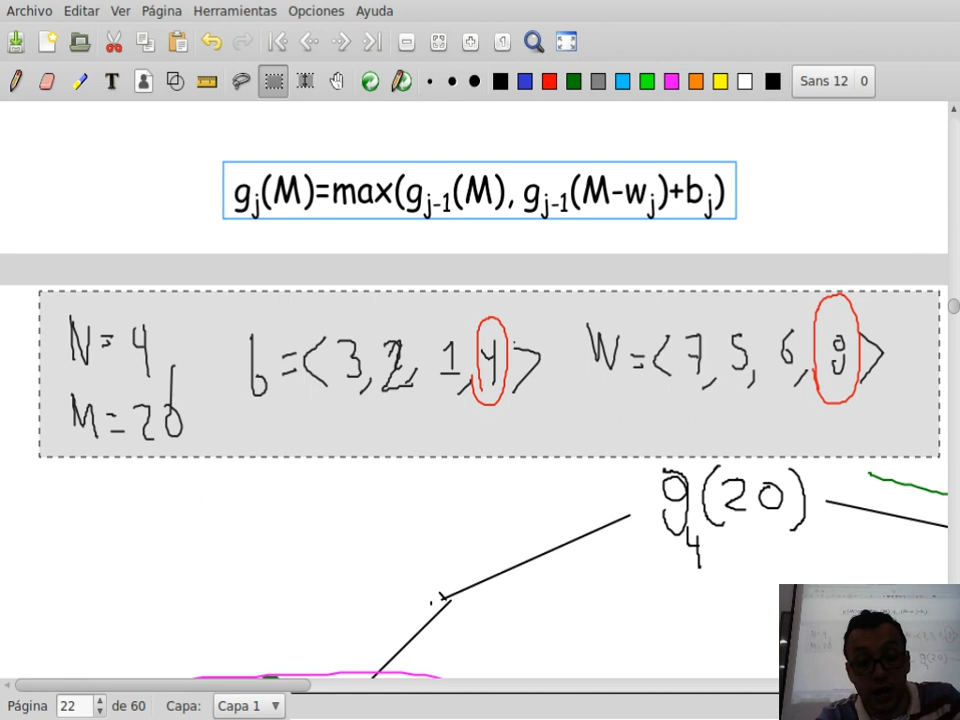 Archivo Editar Ver Página Herramientas Opciones Ayuda
Sans 12 0
gj(M)=max(gj-1(M), gj-1(M-wj)+bj)
N=4
b=<3,2,1,4>
W=<7,5,6,9>
M=20
g4(20)
Página 22 de 60 Capa: Capa 1